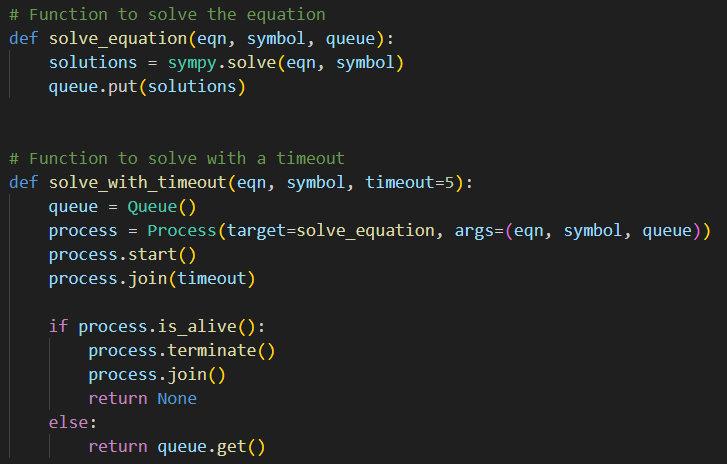 # Function to solve the equation
def solve_equation(eqn, symbol, queue):
    solutions = sympy.solve(eqn, symbol)
    queue.put(solutions)
# Function to solve with a timeout
def solve_with_timeout(eqn, symbol, timeout=5):
    queue = Queue()
    process = Process(target=solve_equation, args=(eqn, symbol, queue))
    process.start()
    process.join(timeout)
    if process.is_alive():
        process.terminate()
        process.join()
        return None
    else:
        return queue.get()